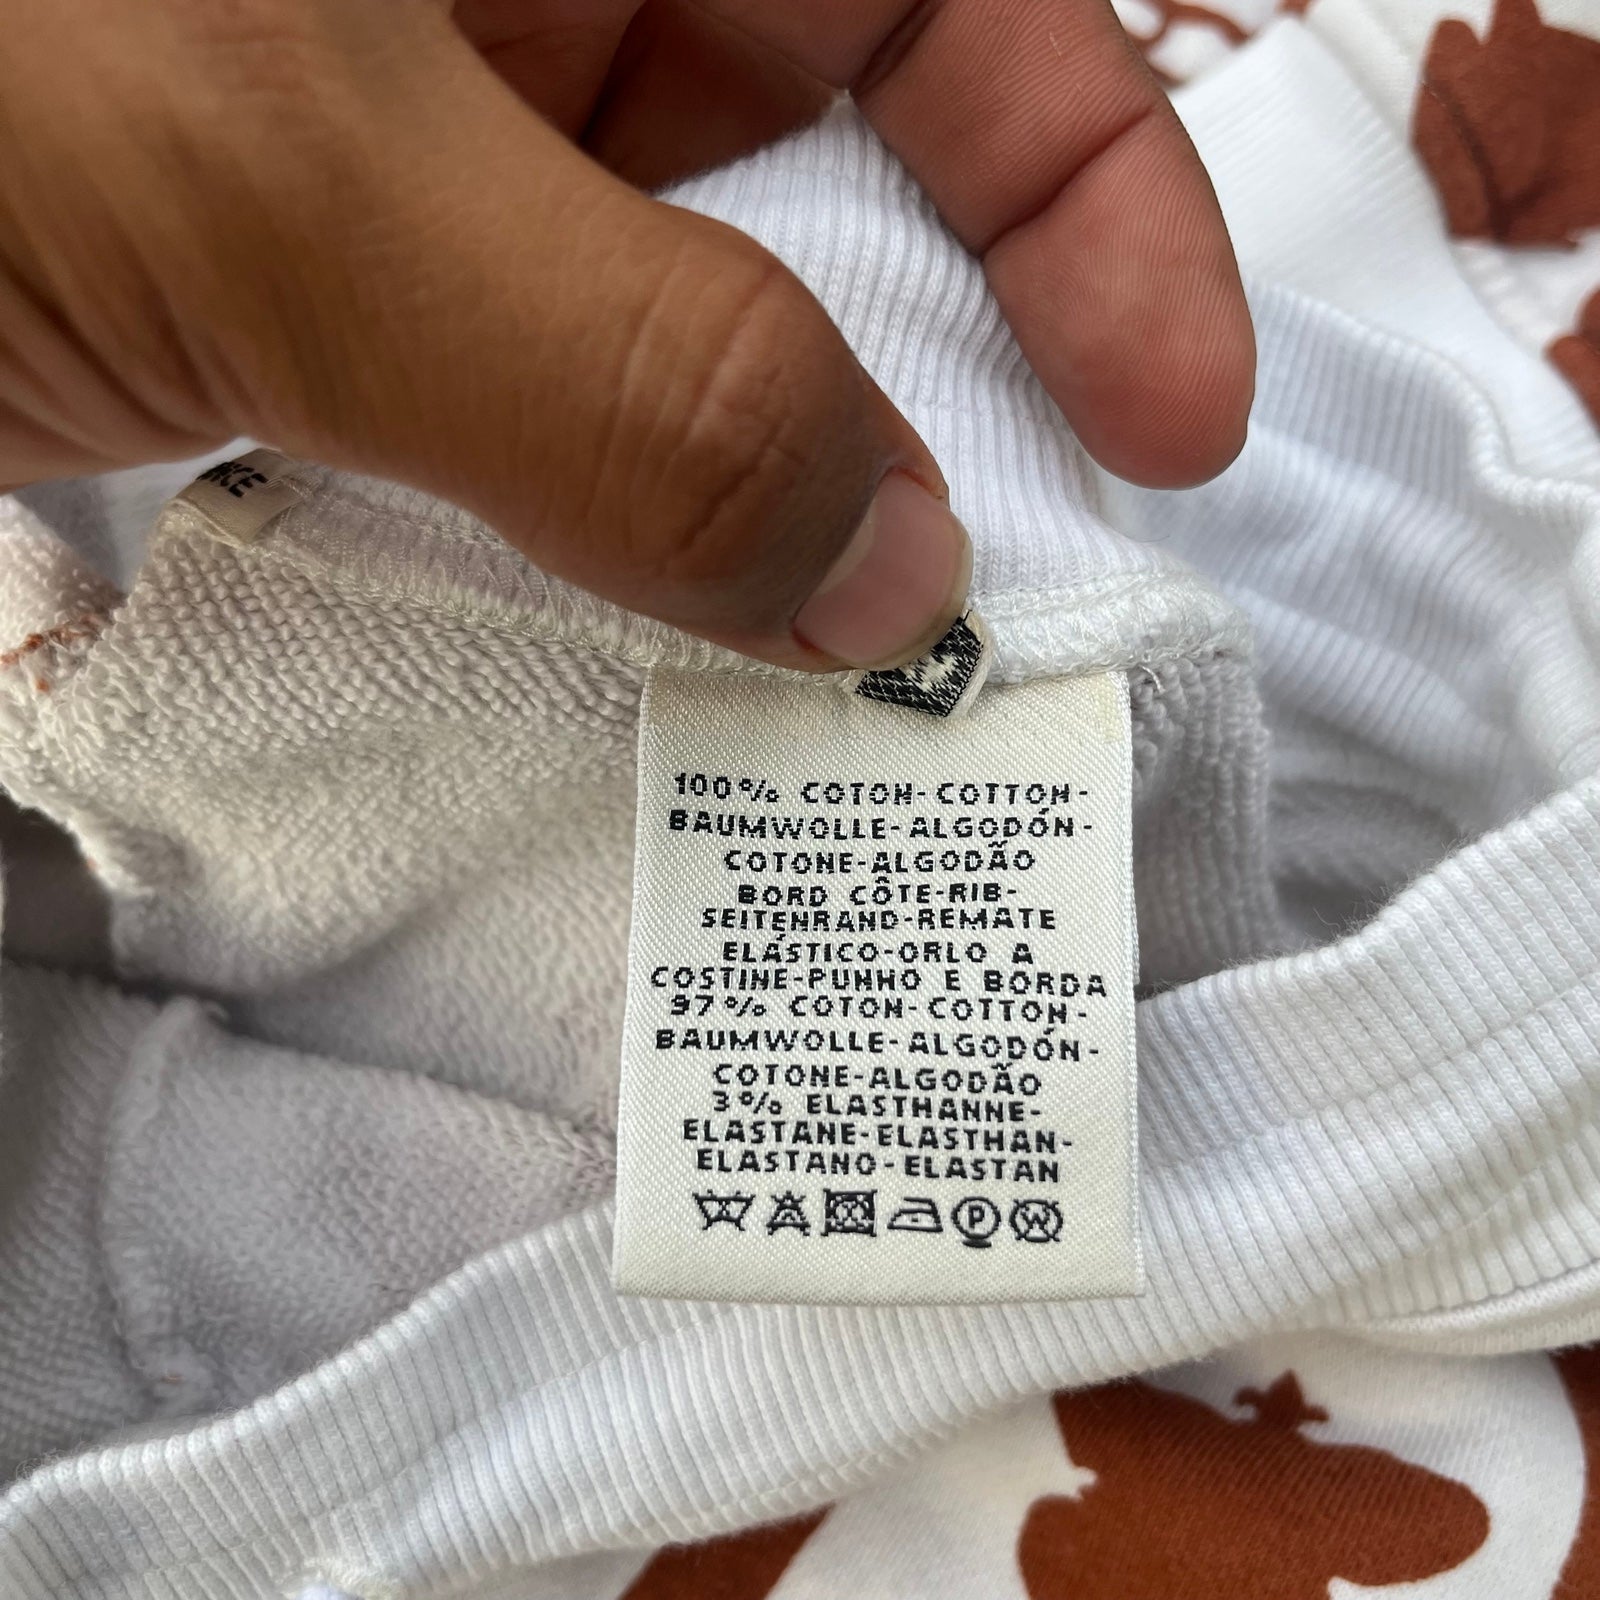 100% COTON-COTTON-
BAUMWOLLE-ALGODÓN-
COTONE-ALGODÃO
BORD CÔTE-RIB-
SEITENRAND-REMATE
ELÁSTICO-ORLO A
COSTINE-PUNHO E BORDA
97% COTON-COTTON-
BAUMWOLLE-ALGODÓN-
COTONE-ALGODÃO
3% ELASTHANNE-
ELASTANE-ELASTHAN-
ELASTANO-ELASTAN
P W